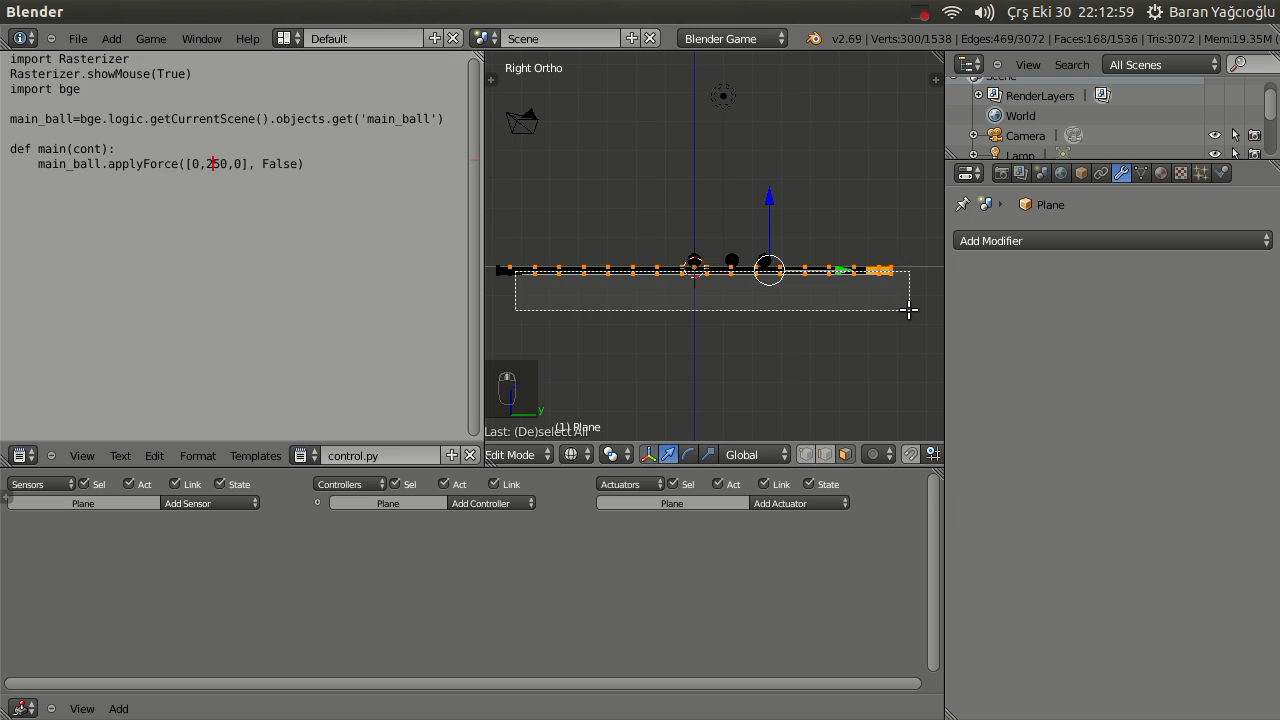 Blender
Çrş Eki 30 22:12:59
Baran Yağcıoğlu
File Add Game Window Help
Default
Scene
Blender Game
v2.69 | Verts:300/1538 | Edges:469/3072 | Faces:168/1536 | Tris:3072 | Mem:19.35M (
import Rasterizer
Rasterizer.showMouse(True)
import bge
main_ball=bge.logic.getCurrentScene().objects.get('main_ball')
def main(cont):
main_ball.applyForce([0,250,0], False)
Right Ortho
y
(1) Plane
Last: (De)select All
View Search All Scenes
Scene
RenderLayers
World
Camera
Lamp
Plane
Add Modifier
View Text Edit Format Templates control.py
Edit Mode Global
Sensors Sel Act Link State
Controllers Sel Act Link
Actuators Sel Act Link State
Plane Add Sensor
Plane Add Controller
Plane Add Actuator
View Add